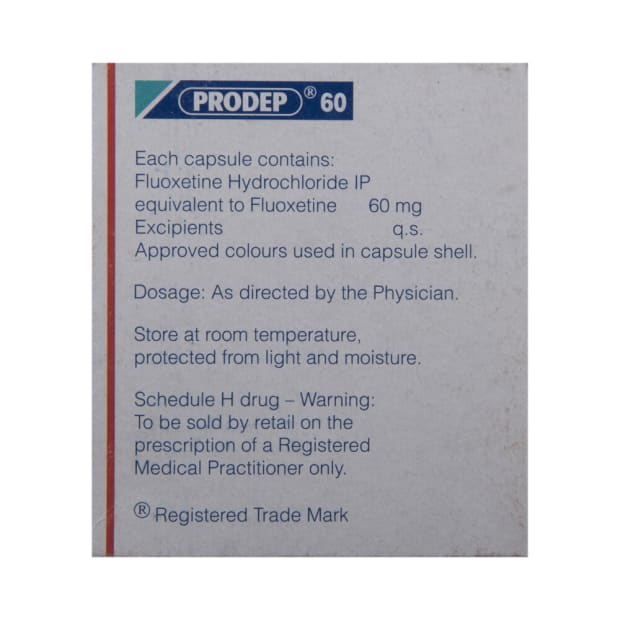 PRODEP® 60
Each capsule contains:
Fluoxetine Hydrochloride IP
equivalent to Fluoxetine 60 mg
Excipients q.s.
Approved colours used in capsule shell.
Dosage: As directed by the Physician.
Store at room temperature,
protected from light and moisture.
Schedule H drug – Warning:
To be sold by retail on the
prescription of a Registered
Medical Practitioner only.
® Registered Trade Mark